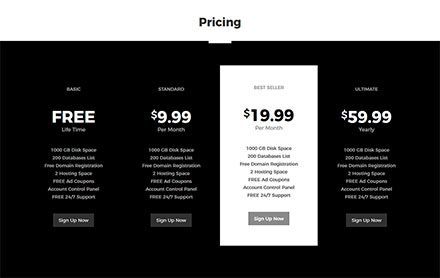 Pricing
BASIC
FREE
Life Time
1000 GB Disk Space
200 Databases List
Free Domain Registration
2 Hosting Space
FREE Ad Coupons
Account Control Panel
FREE 24/7 Support
Sign Up Now
STANDARD
$9.99
Per Month
1000 GB Disk Space
200 Databases List
Free Domain Registration
2 Hosting Space
FREE Ad Coupons
Account Control Panel
FREE 24/7 Support
Sign Up Now
BEST SELLER
$19.99
Per Month
1000 GB Disk Space
200 Databases List
Free Domain Registration
2 Hosting Space
FREE Ad Coupons
Account Control Panel
FREE 24/7 Support
Sign Up Now
ULTIMATE
$59.99
Yearly
1000 GB Disk Space
200 Databases List
Free Domain Registration
2 Hosting Space
FREE Ad Coupons
Account Control Panel
FREE 24/7 Support
Sign Up Now